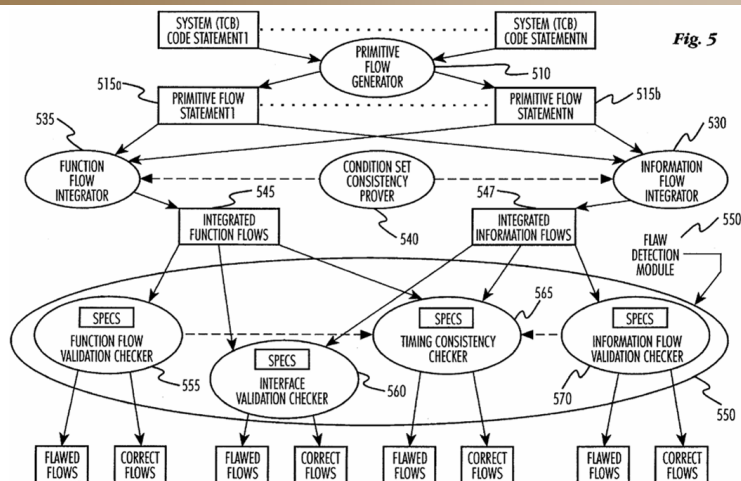 SYSTEM (TCB)
CODE STATEMENT1
SYSTEM (TCB)
CODE STATEMENTN
Fig. 5
PRIMITIVE
FLOW
GENERATOR
510
515a
PRIMITIVE FLOW
STATEMENT1
PRIMITIVE FLOW
STATEMENTN
515b
535
530
FUNCTION
FLOW
INTEGRATOR
CONDITION SET
CONSISTENCY
PROVER
INFORMATION
FLOW
INTEGRATOR
545
547
540
INTEGRATED
FUNCTION FLOWS
INTEGRATED
INFORMATION FLOWS
550
FLAW
DETECTION
MODULE
SPECS
FUNCTION FLOW
VALIDATION CHECKER
555
SPECS
INTERFACE
VALIDATION CHECKER
560
565
SPECS
TIMING CONSISTENCY
CHECKER
SPECS
INFORMATION FLOW
VALIDATION CHECKER
570
550
FLAWED
FLOWS
CORRECT
FLOWS
FLAWED
FLOWS
CORRECT
FLOWS
FLAWED
FLOWS
CORRECT
FLOWS
FLAWED
FLOWS
CORRECT
FLOWS